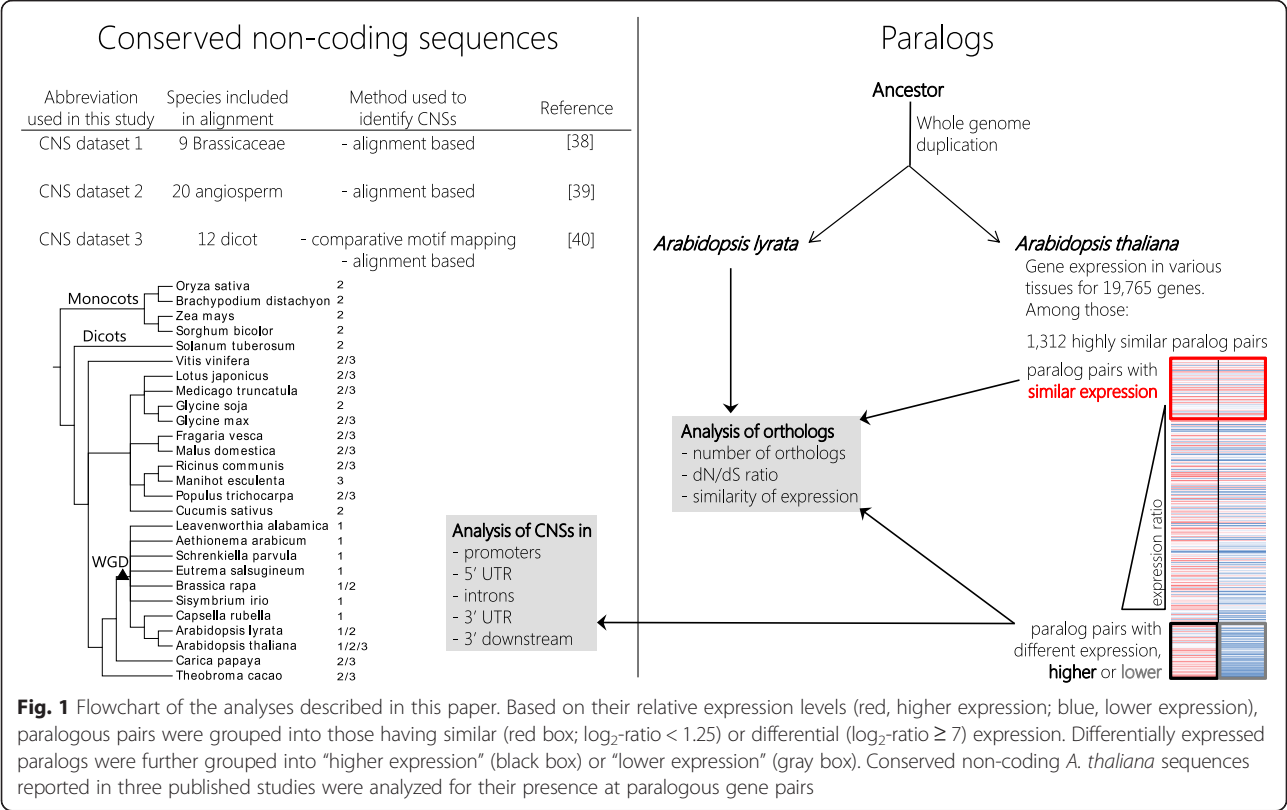 Conserved non-coding sequences
Abbreviation used in this study
Species included in alignment
Method used to identify CNSs
Reference
CNS dataset 1 9 Brassicaceae - alignment based [38]
CNS dataset 2 20 angiosperm - alignment based [39]
CNS dataset 3 12 dicot - comparative motif mapping [40]
- alignment based
Monocots
Dicots
WGD
Oryza sativa 2
Brachypodium distachyon 2
Zea mays 2
Sorghum bicolor 2
Solanum tuberosum 2
Vitis vinifera 2/3
Lotus japonicus 2/3
Medicago truncatula 2/3
Glycine soja 2
Glycine max 2/3
Fragaria vesca 2/3
Malus domestica 2/3
Ricinus communis 2/3
Manihot esculenta 3
Populus trichocarpa 2/3
Cucumis sativus 2
Leavenworthia alabamica 1
Aethionema arabicum 1
Schrenkiella parvula 1
Eutrema salsugineum 1
Brassica rapa 1/2
Sisymbrium irio 1
Capsella rubella 1
Arabidopsis lyrata 1/2
Arabidopsis thaliana 1/2/3
Carica papaya 2/3
Theobroma cacao 2/3
Analysis of CNSs in
- promoters
- 5' UTR
- introns
- 3' UTR
- 3' downstream
Paralogs
Ancestor
Whole genome
duplication
Arabidopsis lyrata
Arabidopsis thaliana
Gene expression in various
tissues for 19,765 genes.
Among those:
1,312 highly similar paralog pairs
paralog pairs with
similar expression
Analysis of orthologs
- number of orthologs
- dN/dS ratio
- similarity of expression
expression ratio
paralog pairs with
different expression,
higher or lower
Fig. 1 Flowchart of the analyses described in this paper. Based on their relative expression levels (red, higher expression; blue, lower expression),
paralogous pairs were grouped into those having similar (red box; log₂-ratio < 1.25) or differential (log₂-ratio ≥ 7) expression. Differentially expressed
paralogs were further grouped into “higher expression” (black box) or “lower expression” (gray box). Conserved non-coding A. thaliana sequences
reported in three published studies were analyzed for their presence at paralogous gene pairs